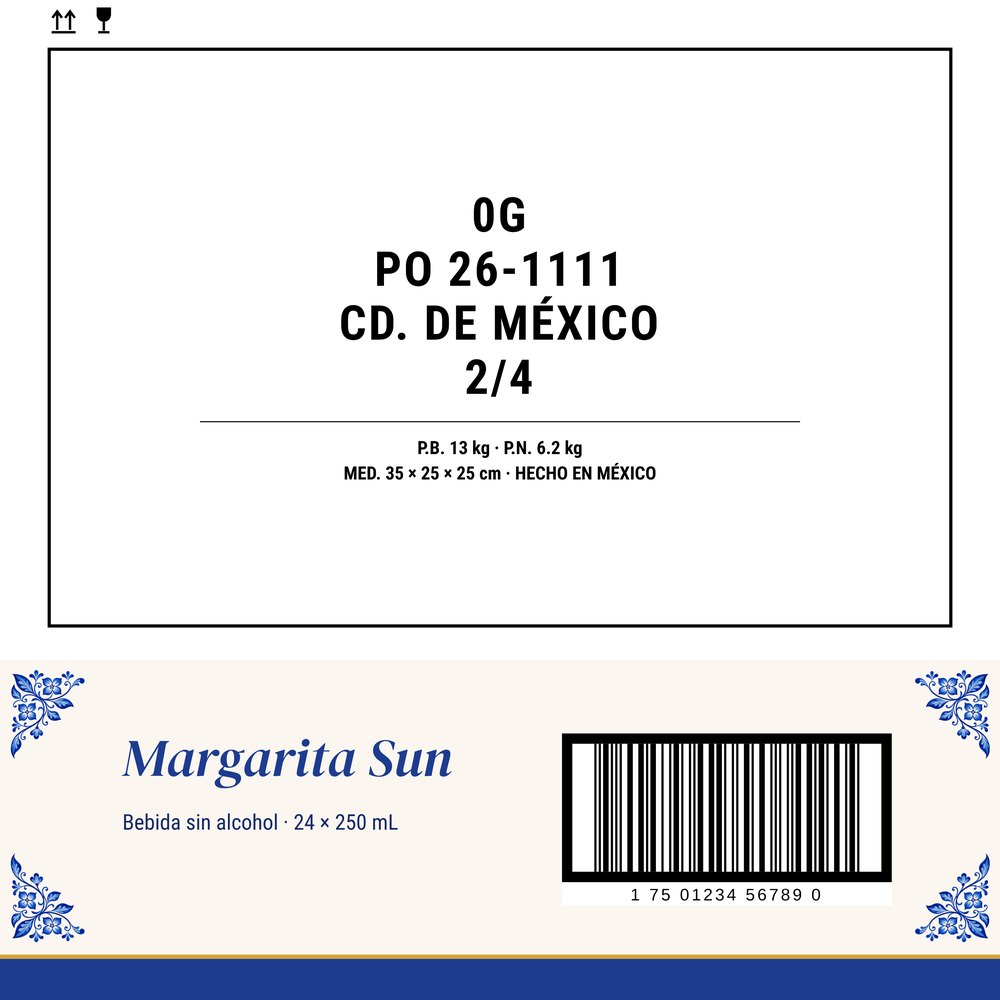 0G
PO 26-1111
CD. DE MÉXICO
2/4
P.B. 13 kg · P.N. 6.2 kg
MED. 35 × 25 × 25 cm · HECHO EN MÉXICO
Margarita Sun
Bebida sin alcohol · 24 × 250 mL
1 75 01234 56789 0